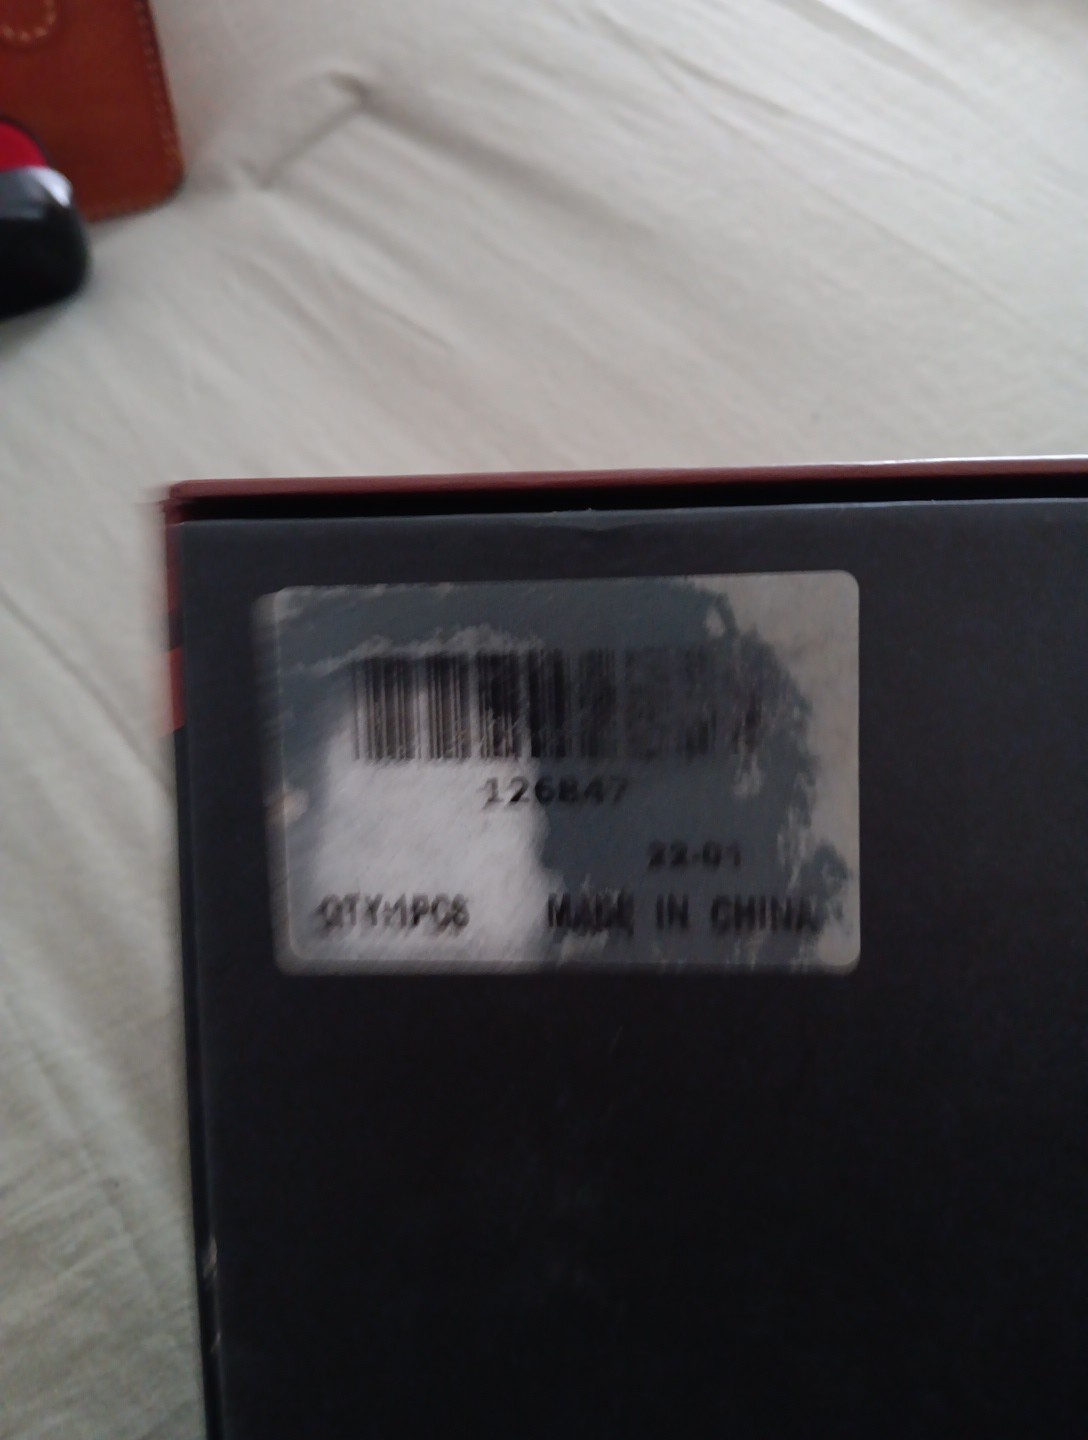 126847
22-01
QTY:1PCS
MADE IN CHINA